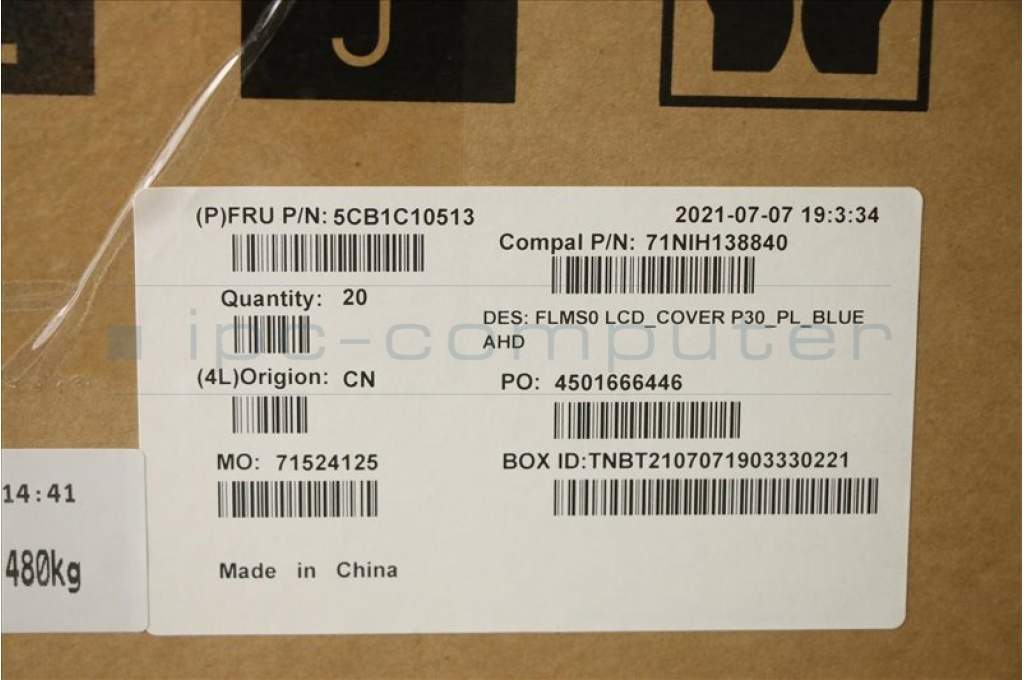 (P)FRU P/N: 5CB1C10513
2021-07-07 19:3:34
Compal P/N: 71NIH138840
Quantity: 20
DES: FLMS0 LCD_COVER P30_PL_BLUE
AHD
ipc-computer
(4L)Origion: CN
PO: 4501666446
MO: 71524125
BOX ID:TNBT2107071903330221
Made in China
14:41
480kg